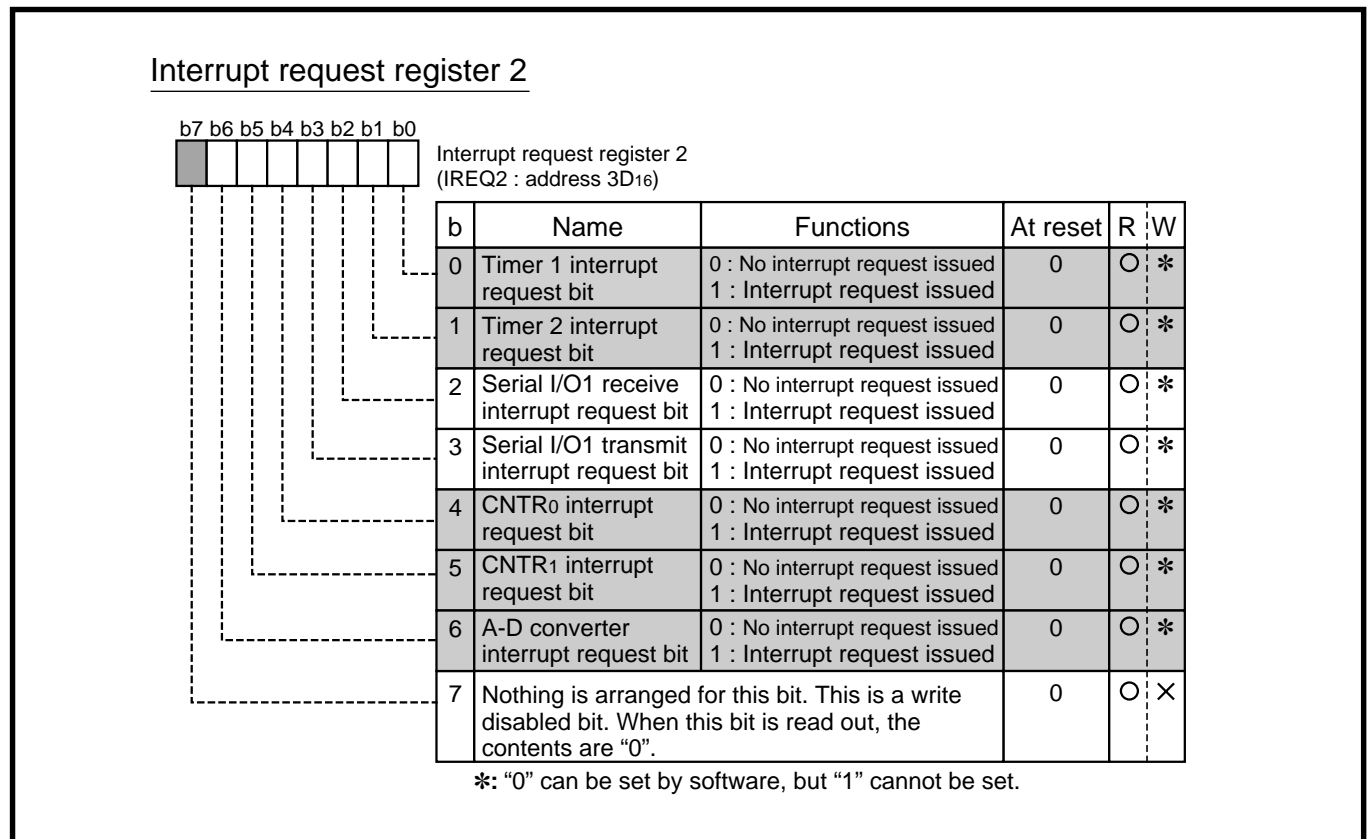 Interrupt request register 2
b7 b6 b5 b4 b3 b2 b1 b0
Interrupt request register 2
(IREQ2 : address 3D16)
b Name Functions At reset R W
0 Timer 1 interrupt request bit 0 : No interrupt request issued 1 : Interrupt request issued 0 O ✻
1 Timer 2 interrupt request bit 0 : No interrupt request issued 1 : Interrupt request issued 0 O ✻
2 Serial I/O1 receive interrupt request bit 0 : No interrupt request issued 1 : Interrupt request issued 0 O ✻
3 Serial I/O1 transmit interrupt request bit 0 : No interrupt request issued 1 : Interrupt request issued 0 O ✻
4 CNTR0 interrupt request bit 0 : No interrupt request issued 1 : Interrupt request issued 0 O ✻
5 CNTR1 interrupt request bit 0 : No interrupt request issued 1 : Interrupt request issued 0 O ✻
6 A-D converter interrupt request bit 0 : No interrupt request issued 1 : Interrupt request issued 0 O ✻
7 Nothing is arranged for this bit. This is a write disabled bit. When this bit is read out, the contents are “0”. 0 O ×
✻: “0” can be set by software, but “1” cannot be set.